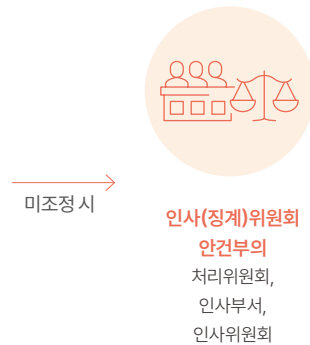 미조정 시
인사(징계)위원회
안건부의
처리위원회,
인사부서,
인사위원회